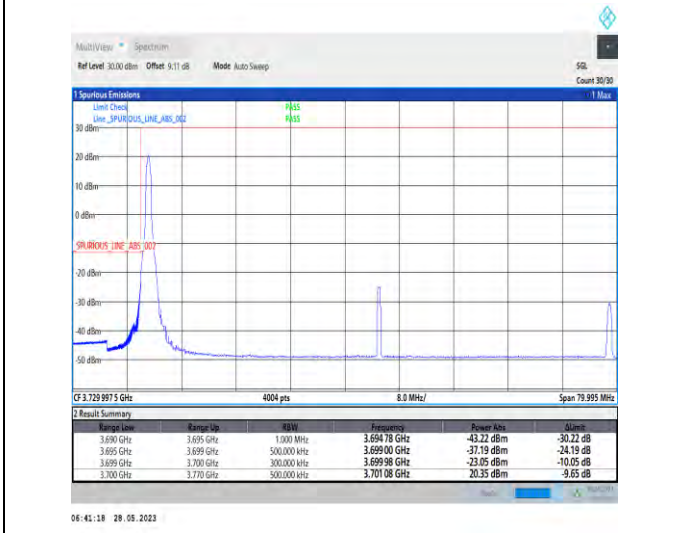 MultiView Spectrum
Ref Level 30.00 dBm Offset 9.11 dB Mode Auto Sweep SGL
Count 30/30
1 Spurious Emissions 1 Max
Limit Check PASS
Line _SPURIOUS_LINE_ABS_002 PASS
30 dBm
20 dBm
10 dBm
0 dBm
SPURIOUS_LINE_ABS_002
-20 dBm
-30 dBm
-40 dBm
-50 dBm
CF 3.729 997 5 GHz 4004 pts 8.0 MHz/ Span 79.995 MHz
2 Result Summary
Range Low Range Up RBW Frequency Power Abs ΔLimit
3.690 GHz 3.695 GHz 1.000 MHz 3.694 78 GHz -43.22 dBm -30.22 dB
3.695 GHz 3.699 GHz 500.000 kHz 3.699 00 GHz -37.19 dBm -24.19 dB
3.699 GHz 3.700 GHz 300.000 kHz 3.699 98 GHz -23.05 dBm -10.05 dB
3.700 GHz 3.770 GHz 500.000 kHz 3.701 08 GHz 20.35 dBm -9.65 dB
06:41:18 28.05.2023